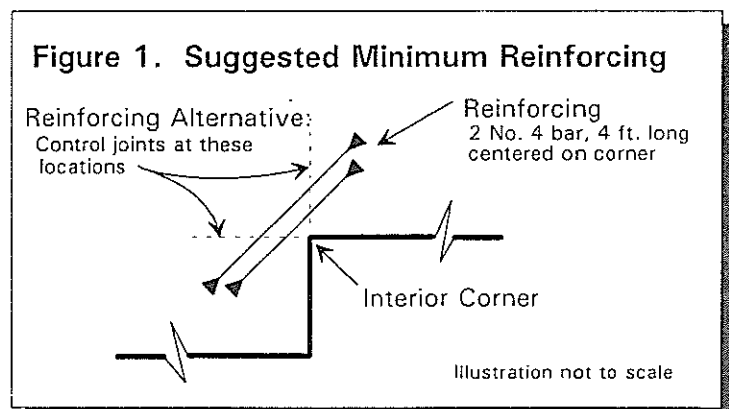 Figure 1. Suggested Minimum Reinforcing
Reinforcing Alternative:
Control joints at these
locations
Reinforcing
2 No. 4 bar, 4 ft. long
centered on corner
Interior Corner
Illustration not to scale